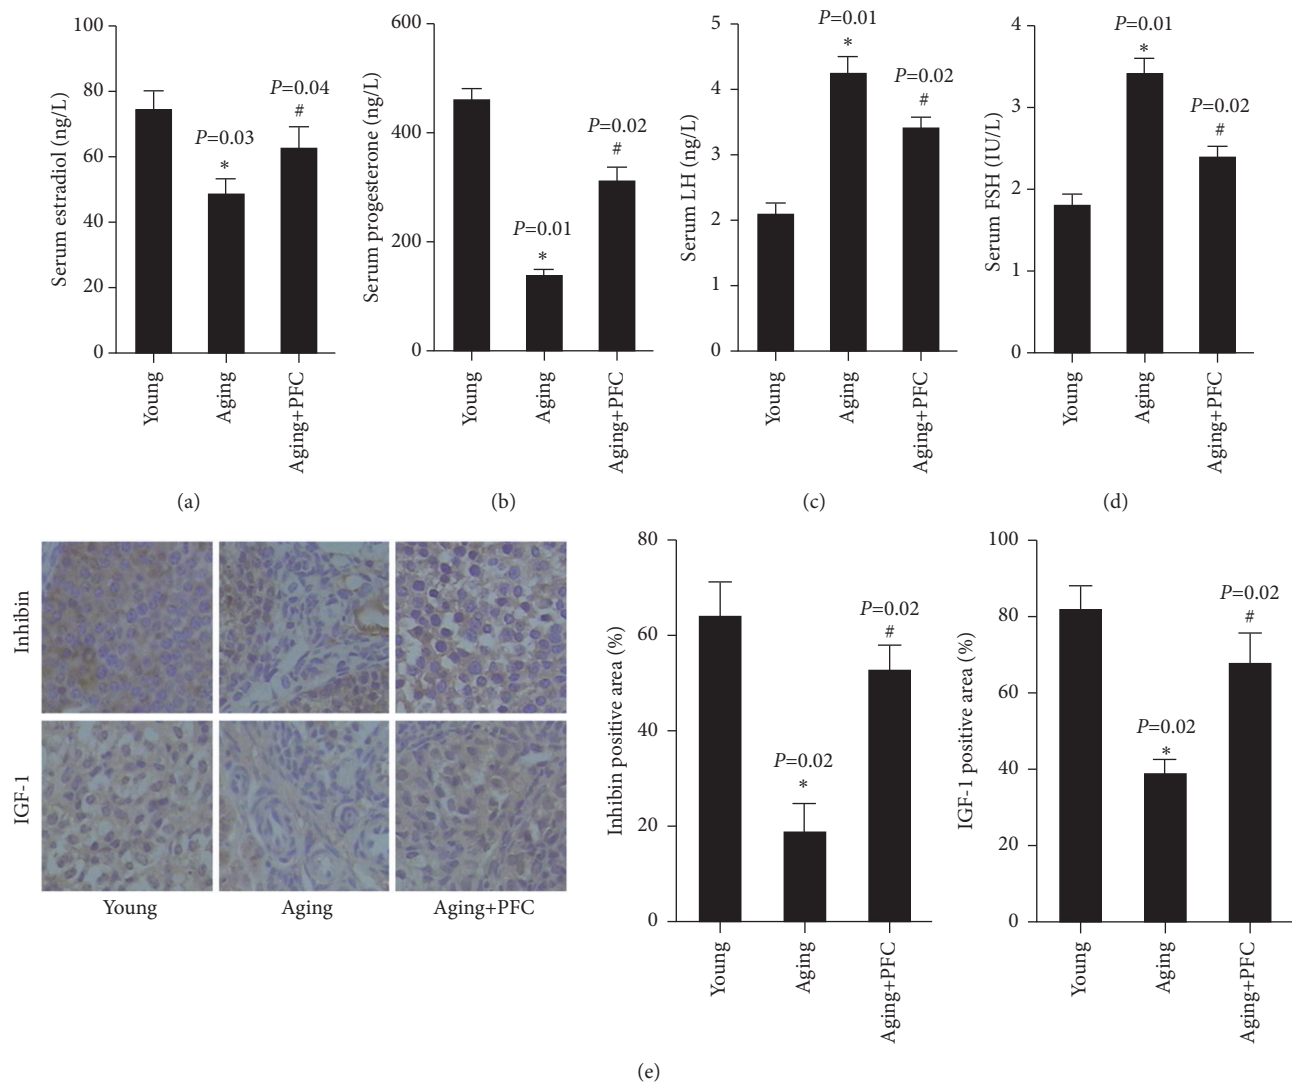 100
80
60
40
20
0
Serum estradiol (ng/L)
P=0.03
*
P=0.04
#
Young
Aging
Aging+PFC
(a)
600
400
200
0
Serum progesterone (ng/L)
P=0.01
*
P=0.02
#
Young
Aging
Aging+PFC
(b)
5
4
3
2
1
0
Serum LH (ng/L)
P=0.01
*
P=0.02
#
Young
Aging
Aging+PFC
(c)
4
3
2
1
0
Serum FSH (IU/L)
P=0.01
*
P=0.02
#
Young
Aging
Aging+PFC
(d)
Inhibin
IGF-1
Young
Aging
Aging+PFC
80
60
40
20
0
Inhibin positive area (%)
P=0.02
*
P=0.02
#
Young
Aging
Aging+PFC
100
80
60
40
20
0
IGF-1 positive area (%)
P=0.02
*
P=0.02
#
Young
Aging
Aging+PFC
(e)